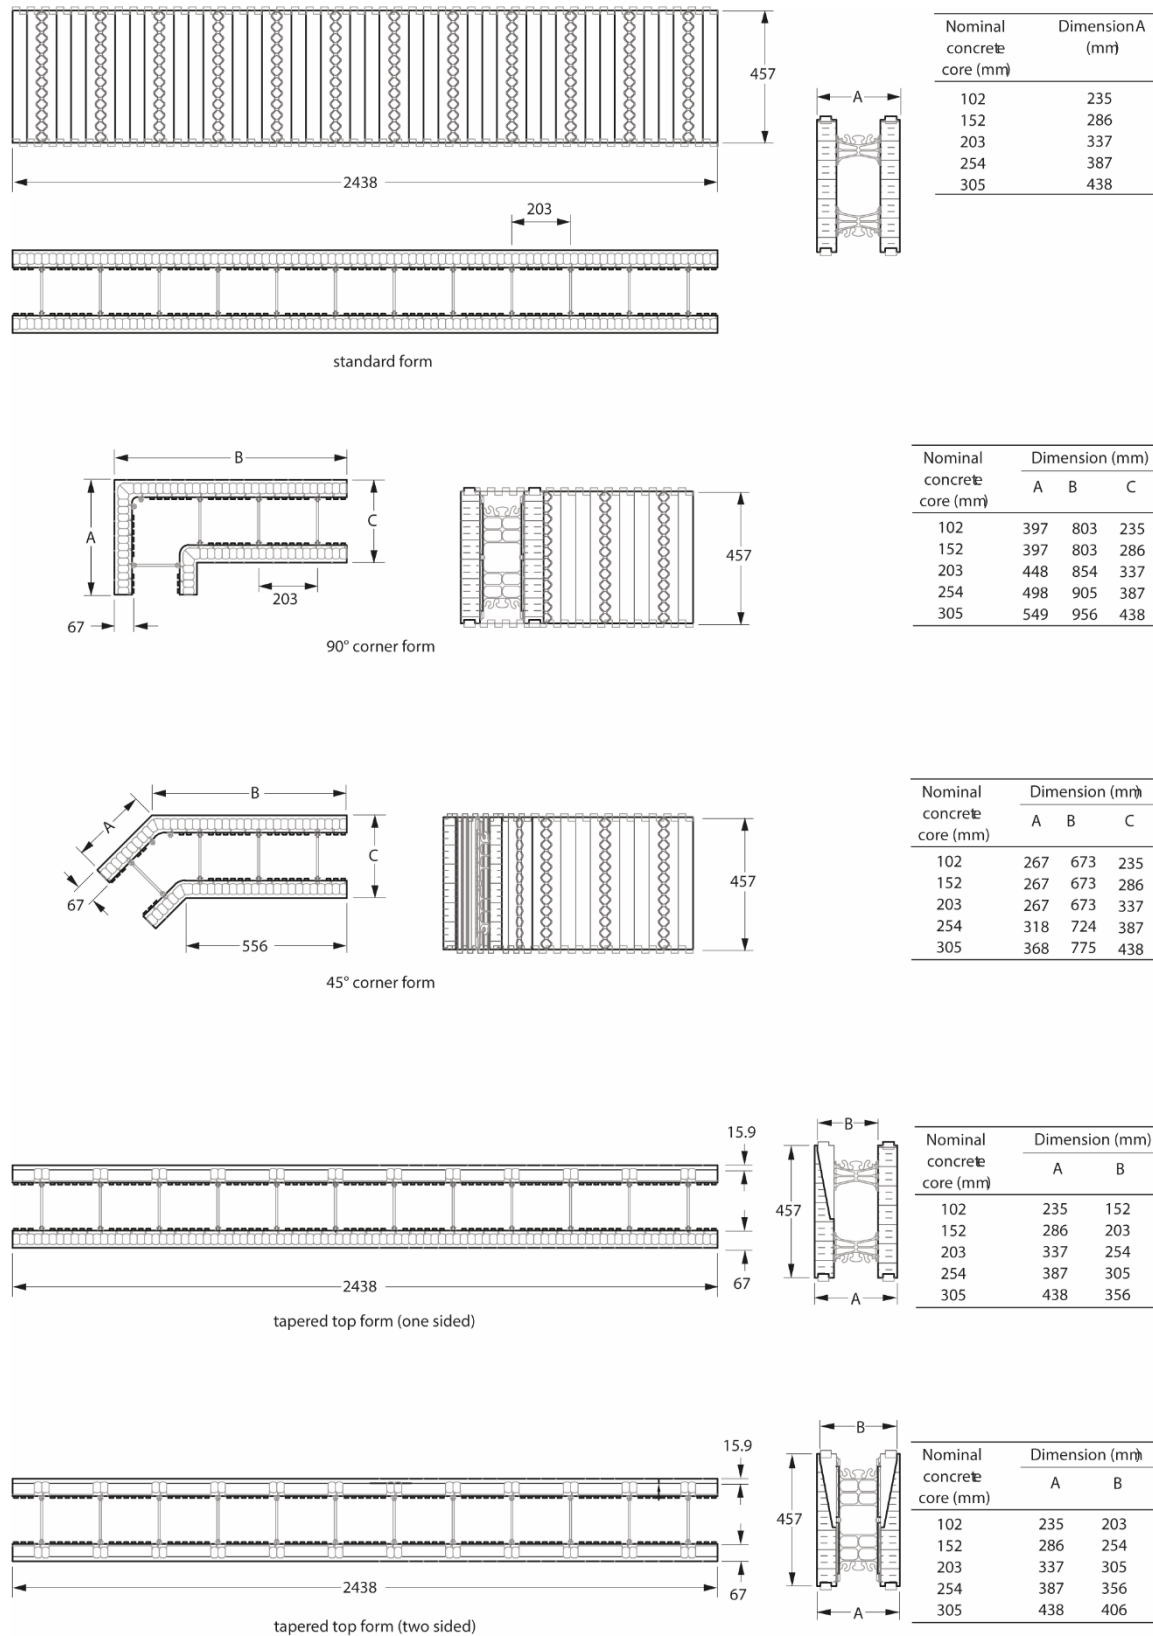 457
2438
203
standard form
A
Nominal concrete core (mm) Dimension A (mm)
102 235
152 286
203 337
254 387
305 438
B
A
C
203
67
457
90° corner form
Nominal concrete core (mm) Dimension (mm)
A B C
102 397 803 235
152 397 803 286
203 448 854 337
254 498 905 387
305 549 956 438
B
A
C
67
556
457
45° corner form
Nominal concrete core (mm) Dimension (mm)
A B C
102 267 673 235
152 267 673 286
203 267 673 337
254 318 724 387
305 368 775 438
15.9
2438
67
tapered top form (one sided)
B
457
A
Nominal concrete core (mm) Dimension (mm)
A B
102 235 152
152 286 203
203 337 254
254 387 305
305 438 356
15.9
2438
67
tapered top form (two sided)
B
457
A
Nominal concrete core (mm) Dimension (mm)
A B
102 235 203
152 286 254
203 337 305
254 387 356
305 438 406